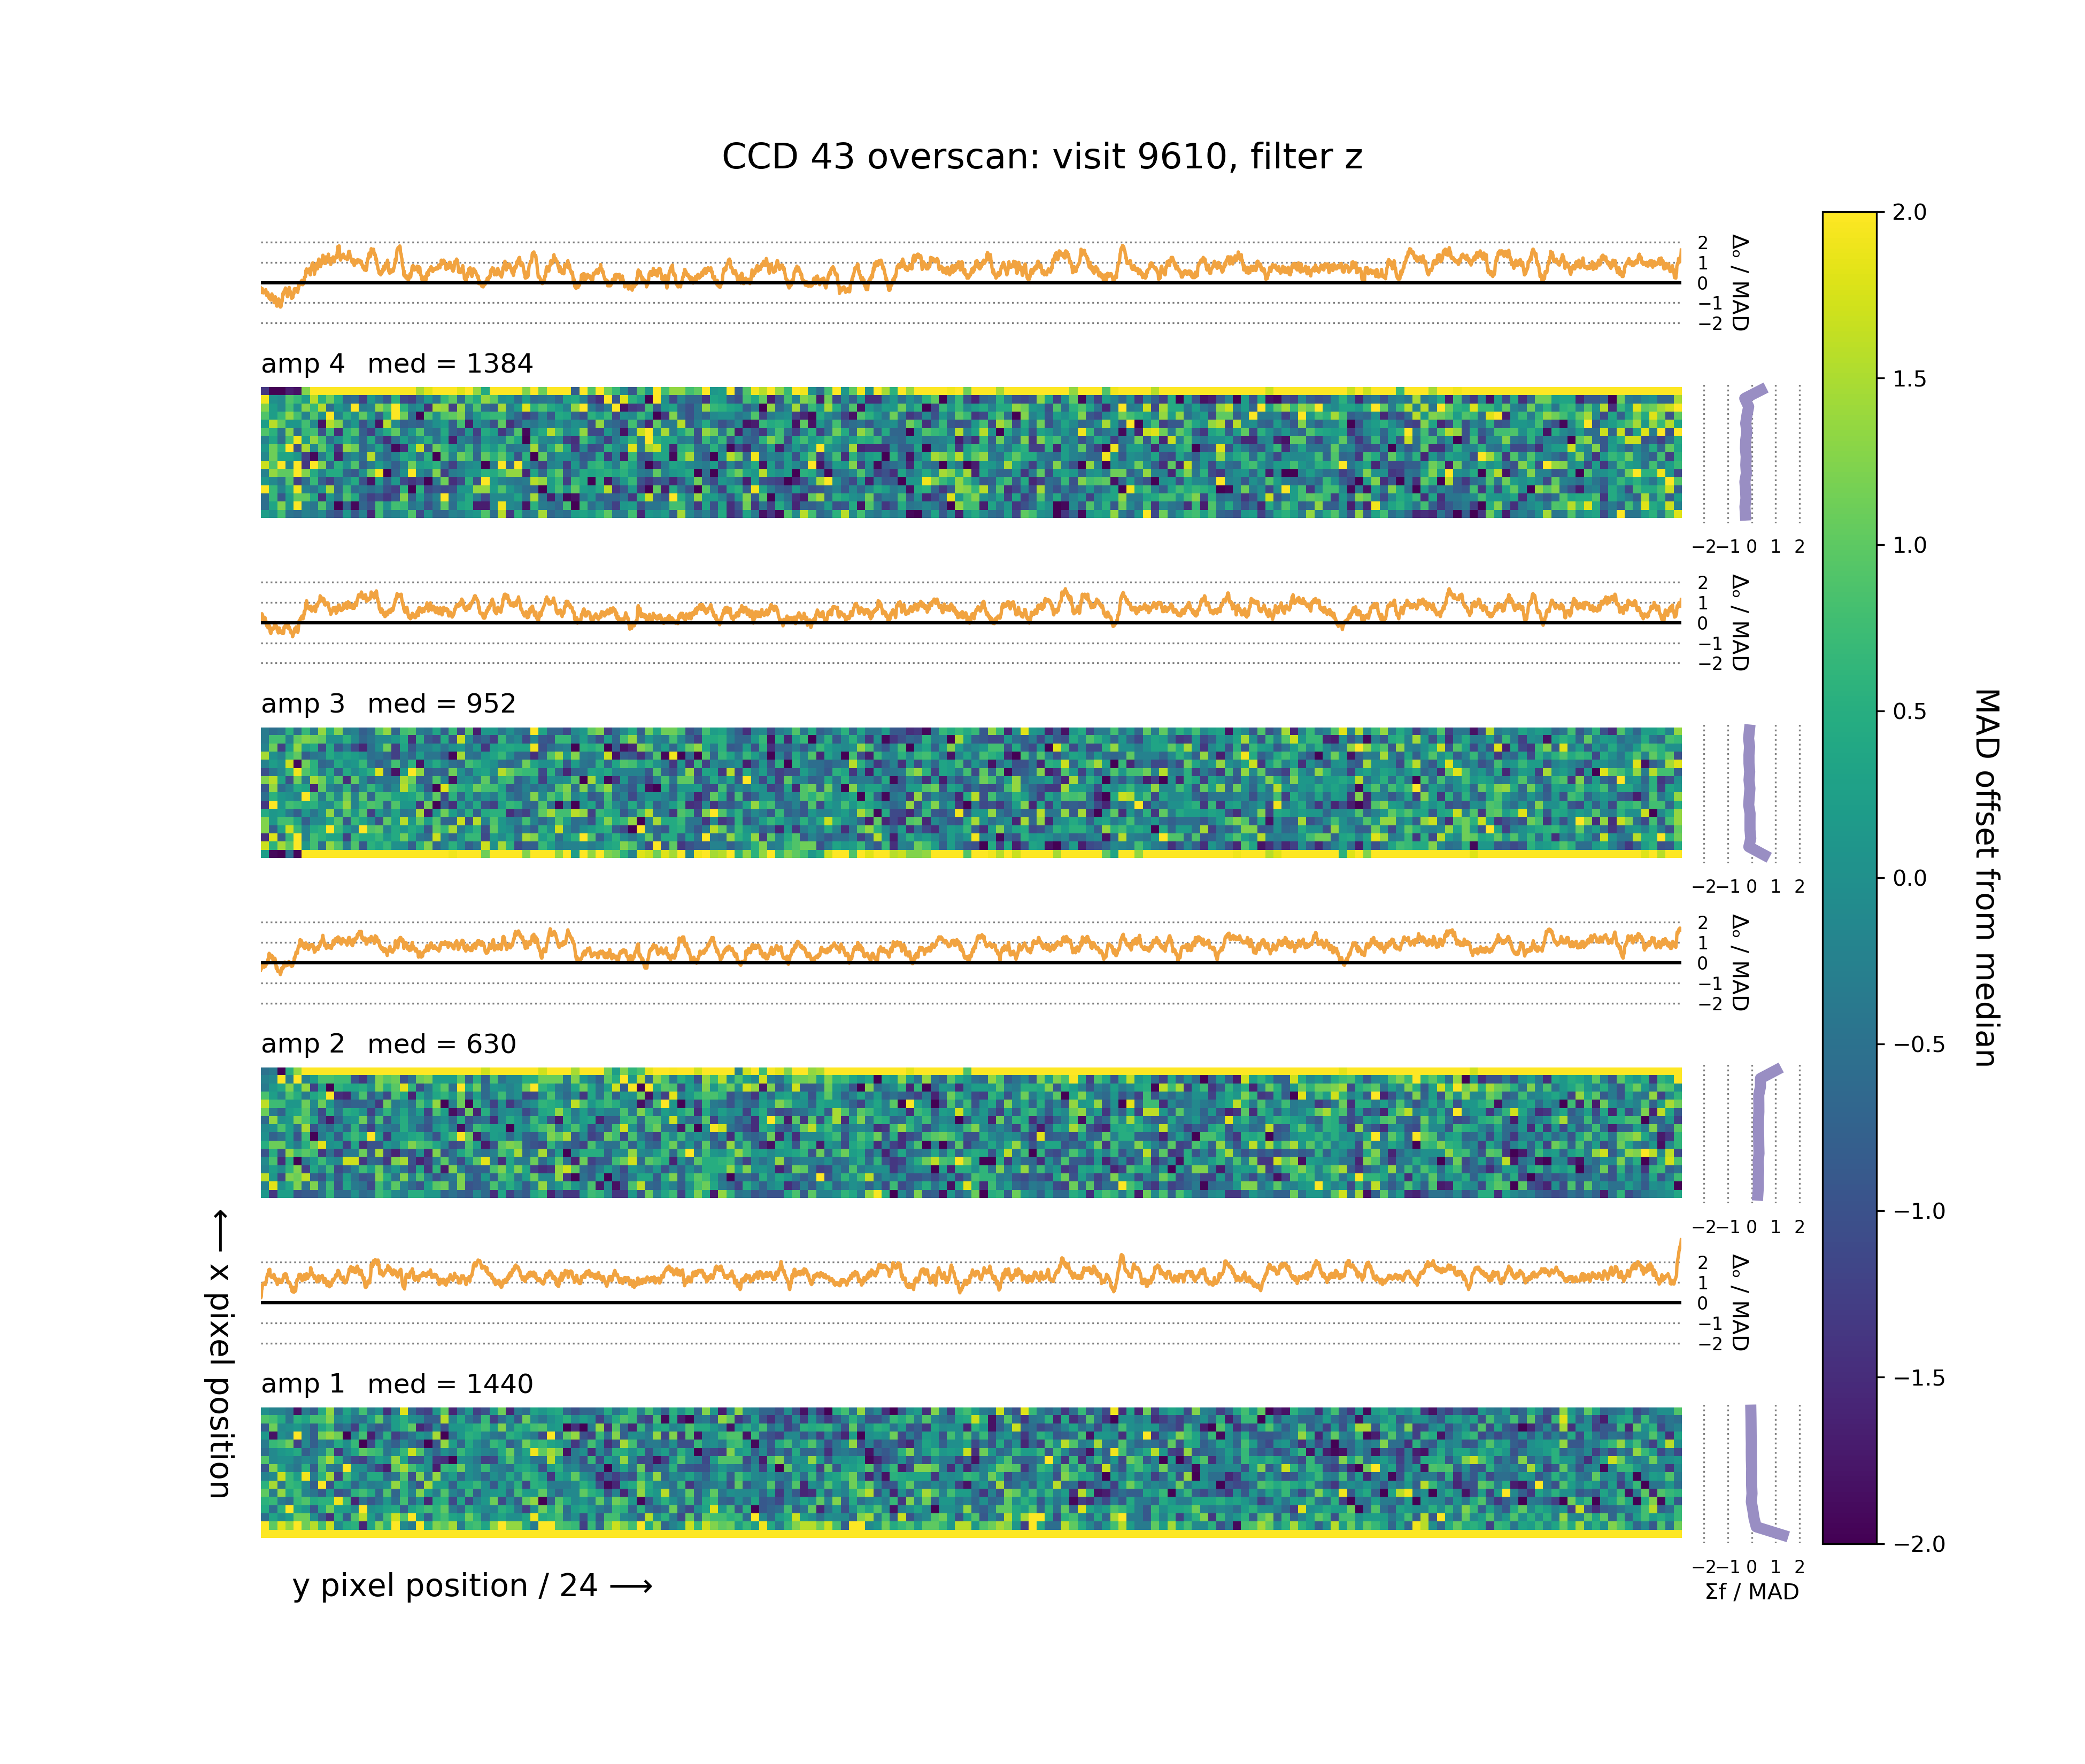 CCD 43 overscan: visit 9610, filter z
2
1
0
−1
−2
Δₒ / MAD
amp 4 med = 1384
−2 −1 0 1 2
2
1
0
−1
−2
Δₒ / MAD
amp 3 med = 952
−2 −1 0 1 2
2
1
0
−1
−2
Δₒ / MAD
amp 2 med = 630
−2 −1 0 1 2
2
1
0
−1
−2
Δₒ / MAD
amp 1 med = 1440
−2 −1 0 1 2
Σf / MAD
⟵ x pixel position
y pixel position / 24 ⟶
2.0
1.5
1.0
0.5
0.0
−0.5
−1.0
−1.5
−2.0
MAD offset from median